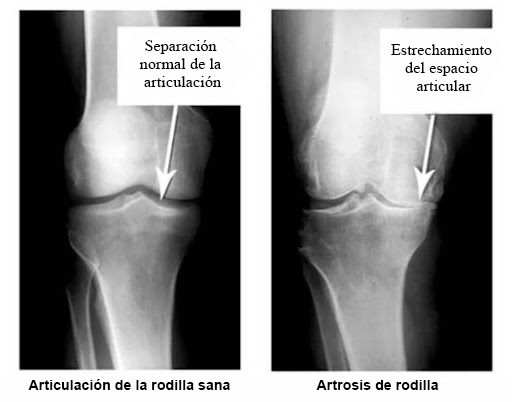 Separación
normal de la
articulación
Estrechamiento
del espacio
articular
Articulación de la rodilla sana
Artrosis de rodilla